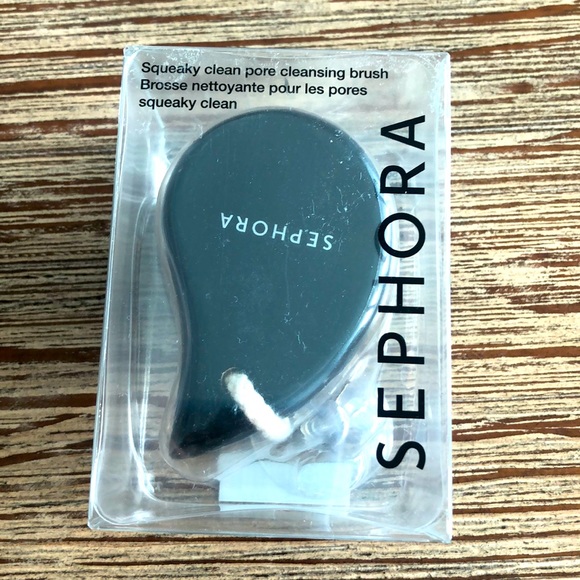 Squeaky clean pore cleansing brush
Brosse nettoyante pour les pores
squeaky clean
SEPHORA
SEPHORA